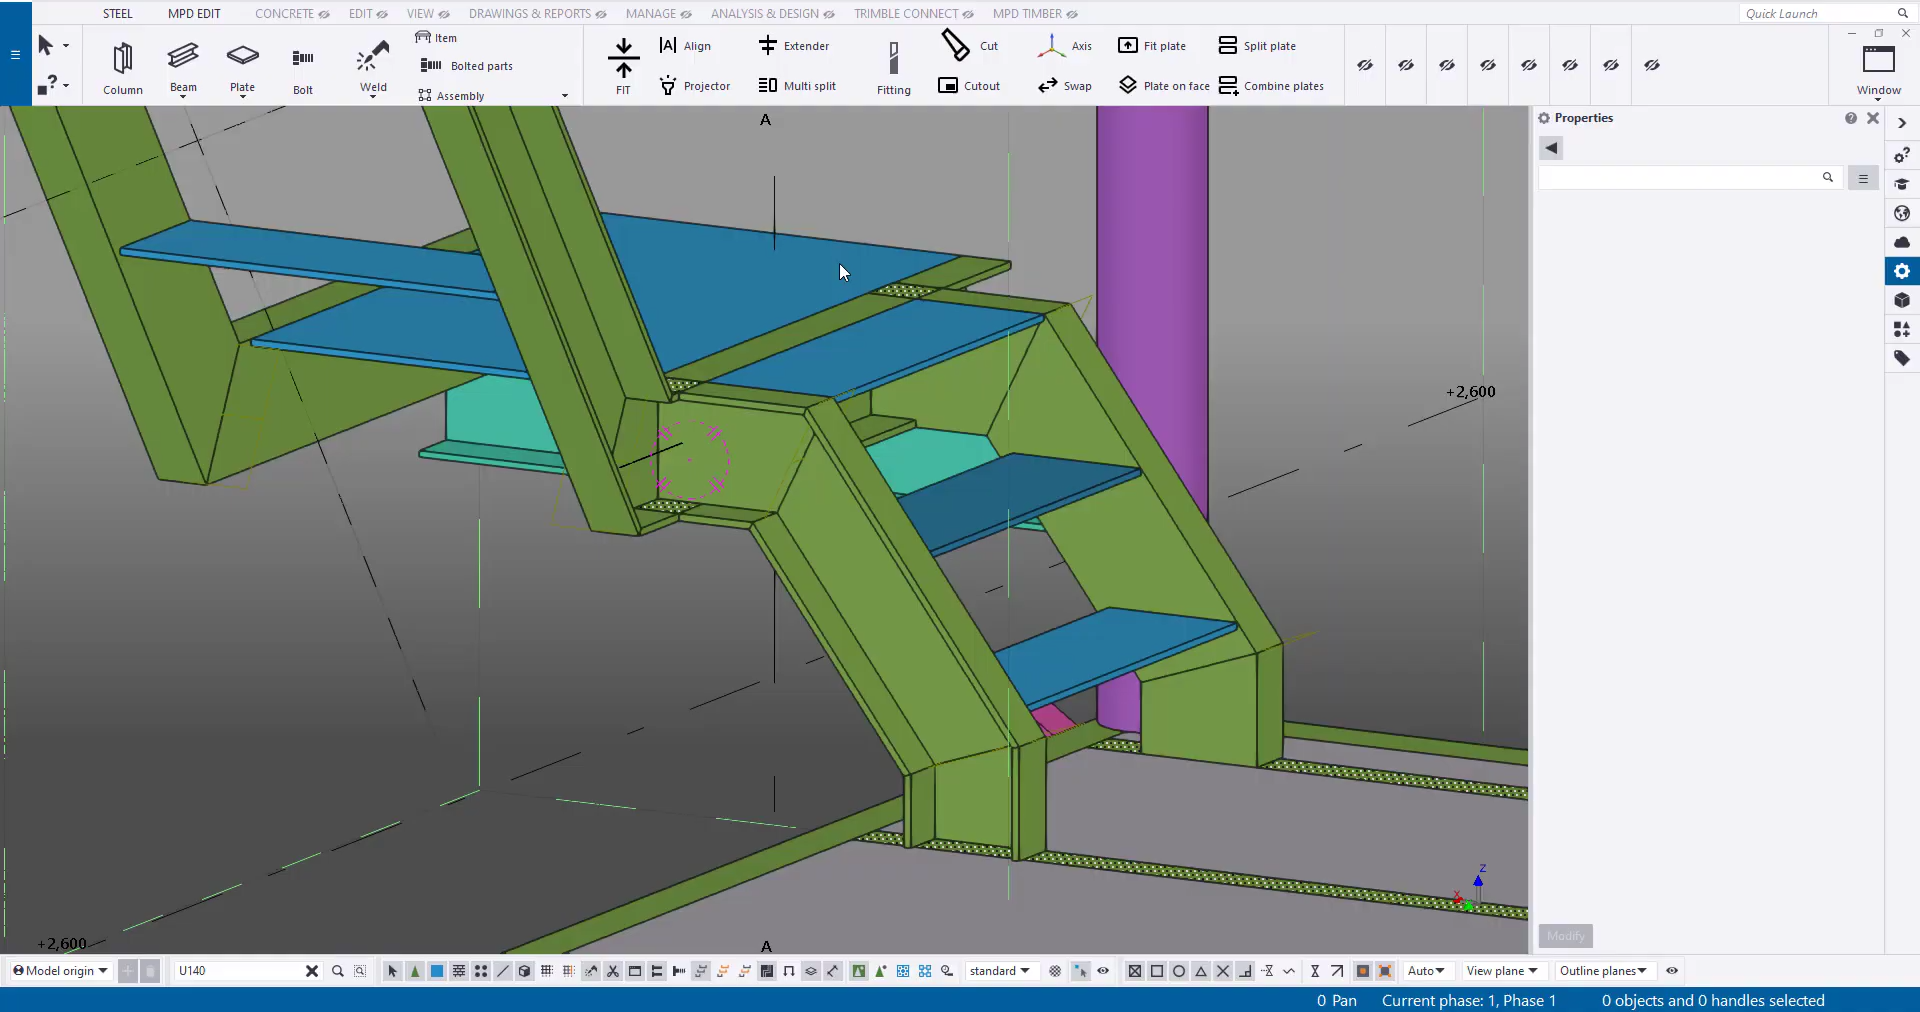 STEEL MPD EDIT CONCRETE EDIT VIEW DRAWINGS & REPORTS MANAGE ANALYSIS & DESIGN TRIMBLE CONNECT MPD TIMBER Quick Launch
Column Beam Plate Bolt Weld Item Bolted parts Assembly
FIT Align Projector Extender Multi split Fitting Cut Cutout Axis Swap Fit plate Plate on face Split plate Combine plates Window
Properties
A
+2,600
Z
X
+2,600
A
Modify
Model origin U140 standard Auto View plane Outline planes
0 Pan Current phase: 1, Phase 1 0 objects and 0 handles selected